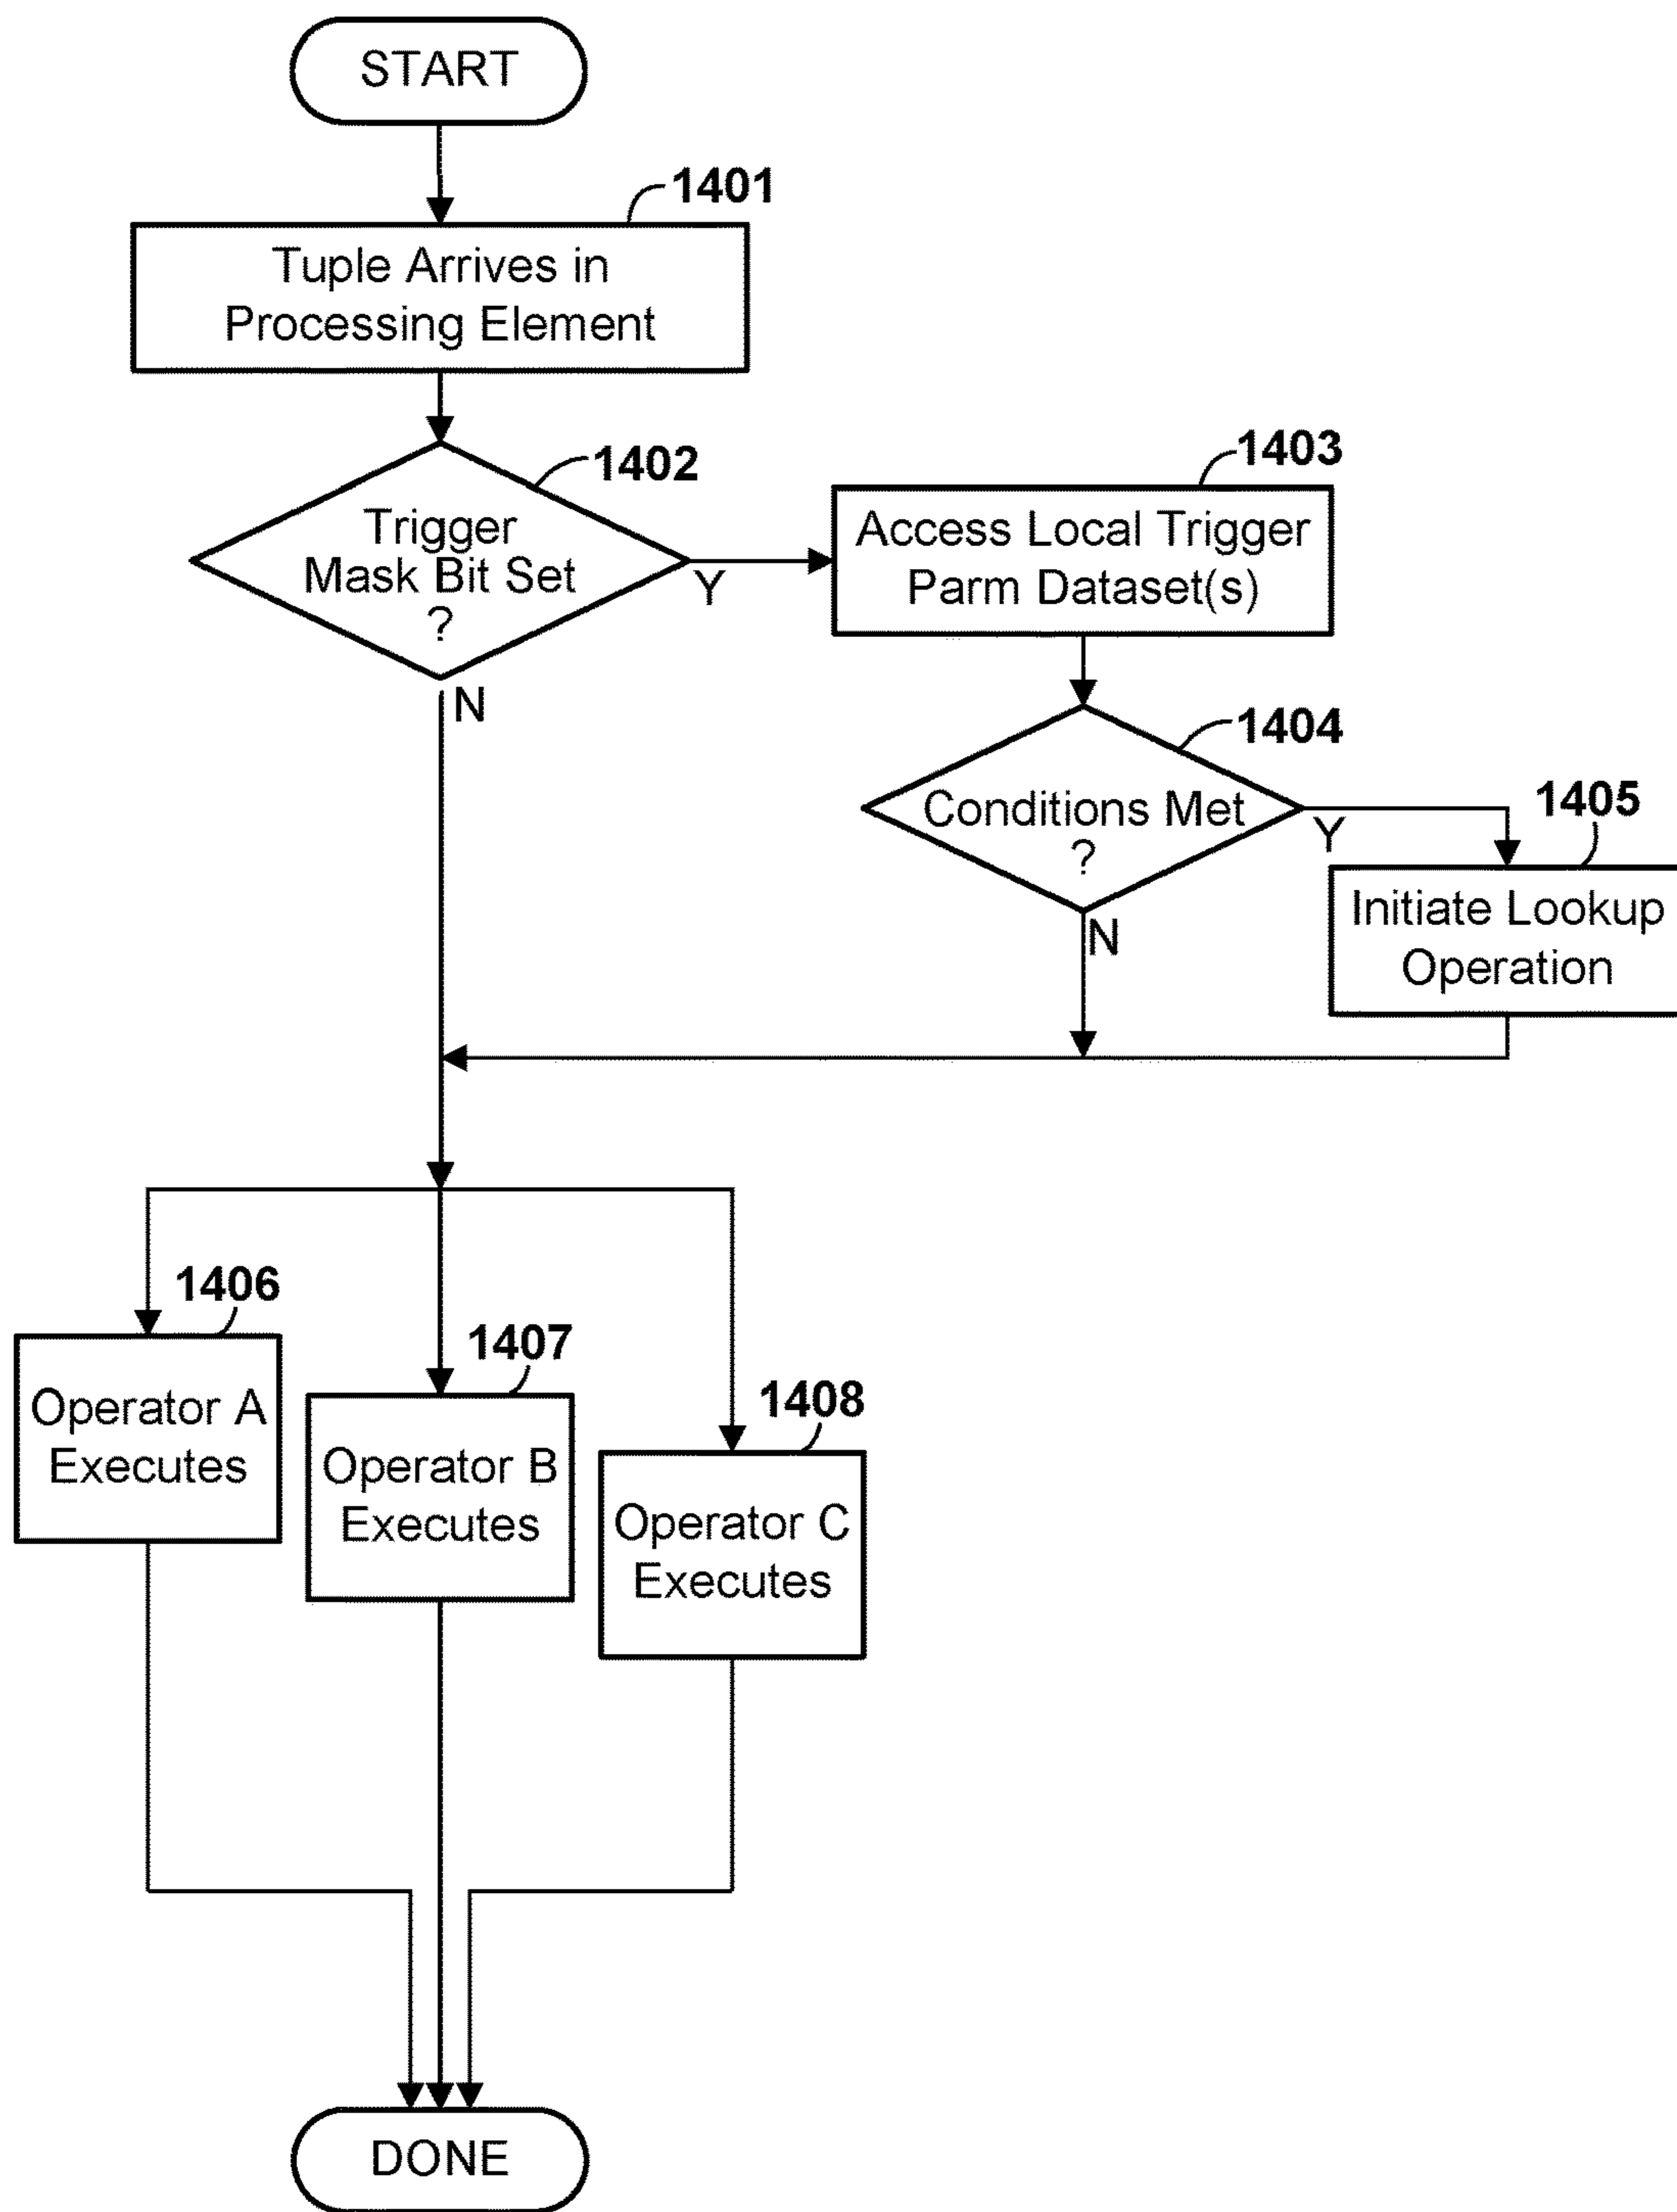 START
1401
Tuple Arrives in
Processing Element
1402
Trigger
Mask Bit Set
?
Y
N
1403
Access Local Trigger
Parm Dataset(s)
1404
Conditions Met
?
Y
N
1405
Initiate Lookup
Operation
1406
Operator A
Executes
1407
Operator B
Executes
1408
Operator C
Executes
DONE